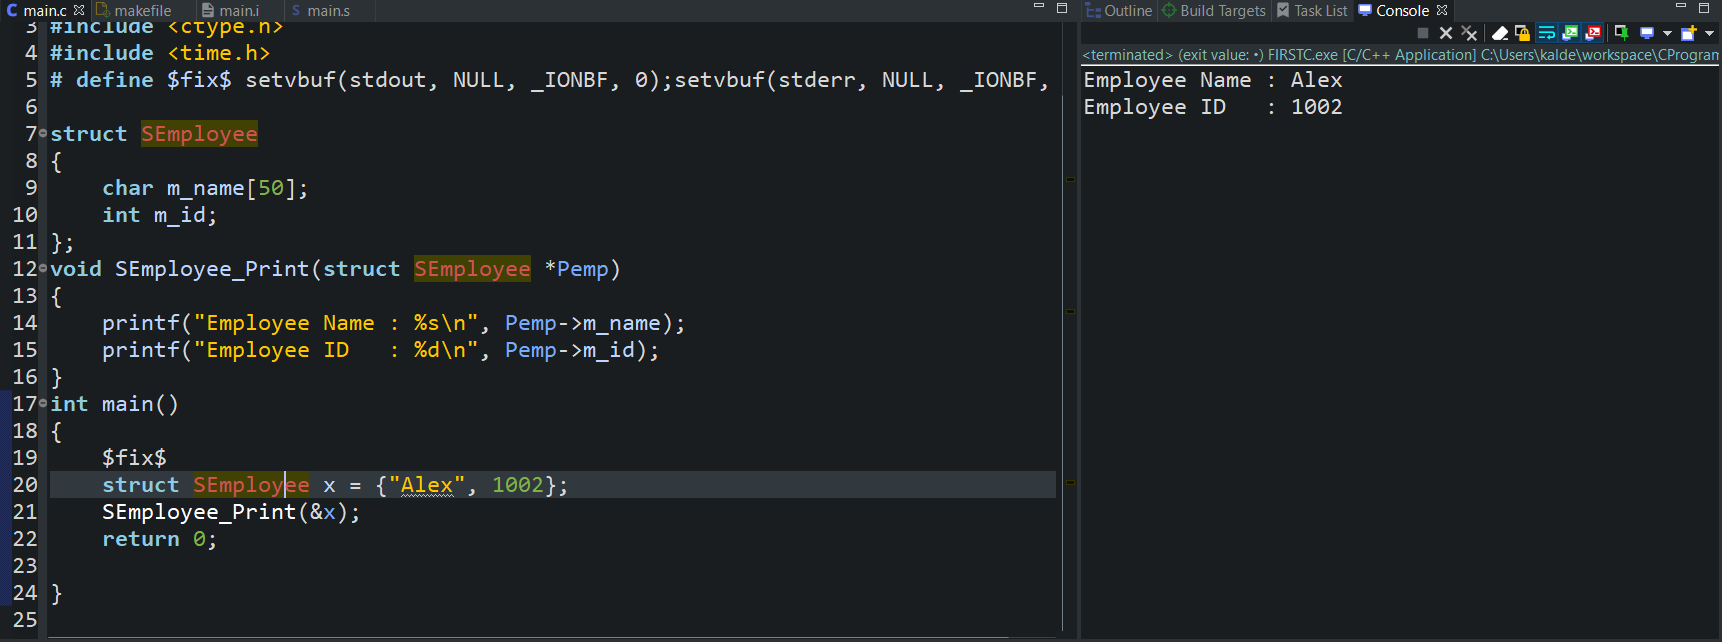 main.c makefile main.i main.s
3 #include <ctype.h>
4 #include <time.h>
5 # define $fix$ setvbuf(stdout, NULL, _IONBF, 0);setvbuf(stderr, NULL, _IONBF,
6
7 struct SEmployee
8 {
9 char m_name[50];
10 int m_id;
11 };
12 void SEmployee_Print(struct SEmployee *Pemp)
13 {
14 printf("Employee Name : %s\n", Pemp->m_name);
15 printf("Employee ID   : %d\n", Pemp->m_id);
16 }
17 int main()
18 {
19 $fix$
20 struct SEmployee x = {"Alex", 1002};
21 SEmployee_Print(&x);
22 return 0;
23
24 }
25
Outline Build Targets Task List Console
<terminated> (exit value: •) FIRSTC.exe [C/C++ Application] C:\Users\kalde\workspace\CProgram
Employee Name : Alex
Employee ID   : 1002